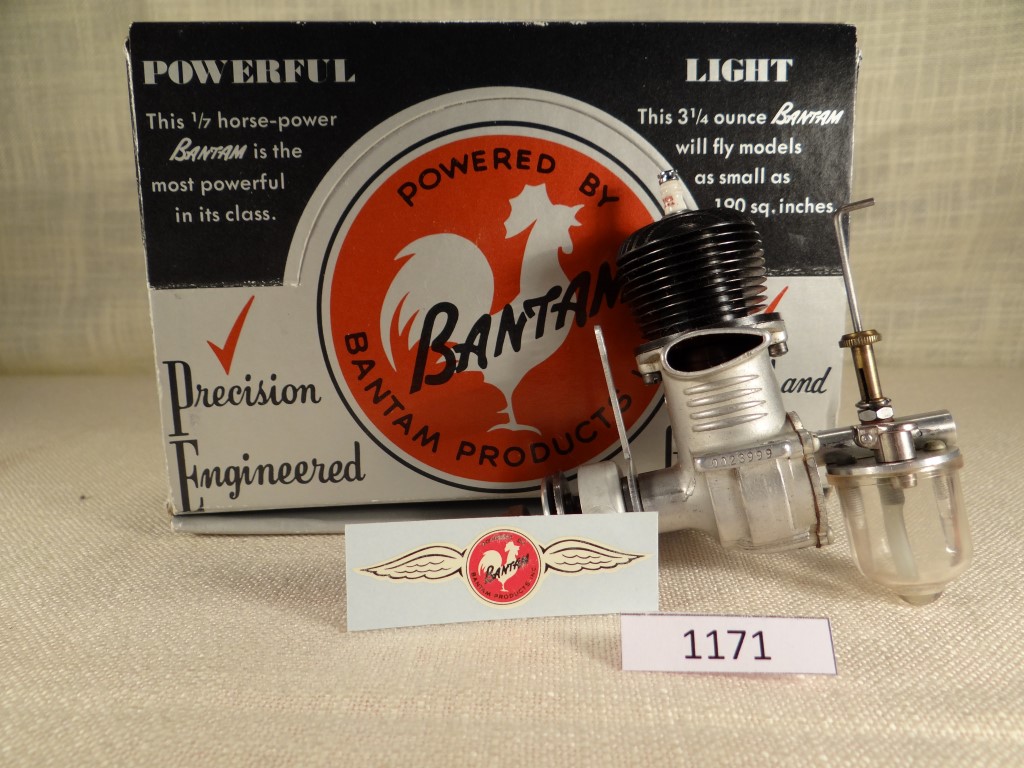 POWERFUL
This 1/7 horse-power
BANTAM is the
most powerful
in its class.
LIGHT
This 3 1/4 ounce BANTAM
will fly models
as small as
190 sq. inches.
POWERED BY
BANTAM
BANTAM PRODUCTS
Precision
Engineered
and
BANTAM
BANTAM PRODUCTS, INC.
1171